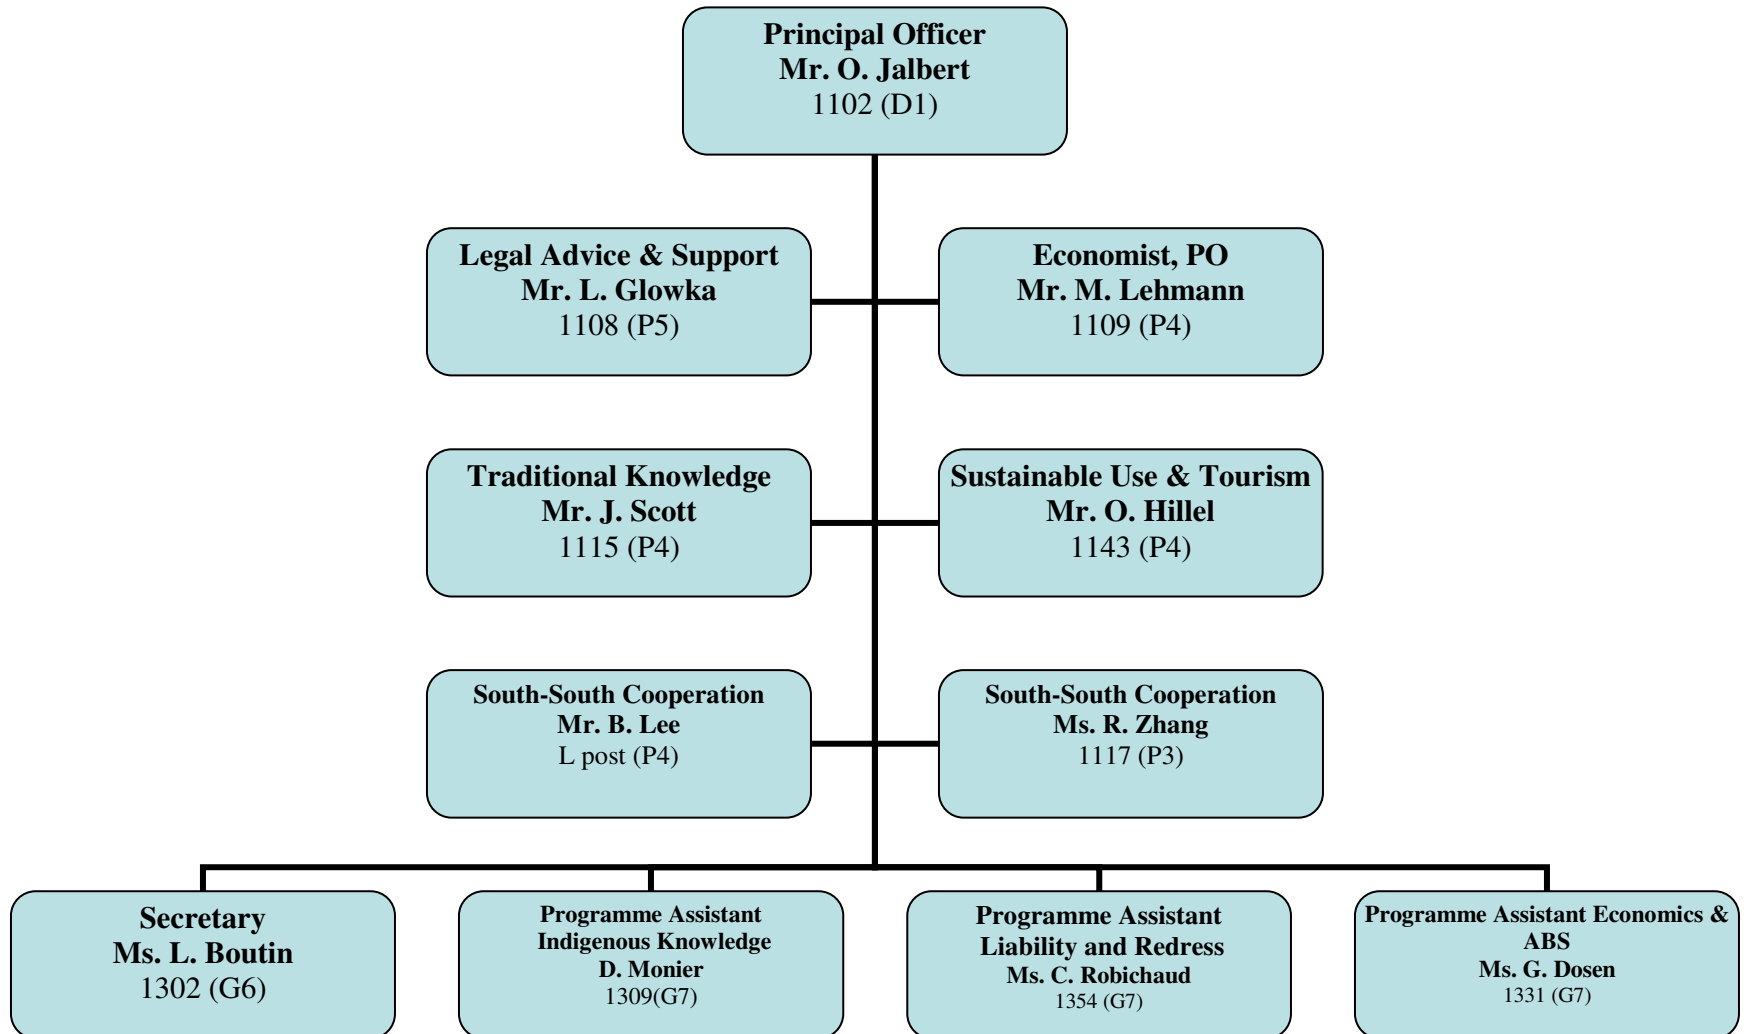 Principal Officer
Mr. O. Jalbert
1102 (D1)
Legal Advice & Support
Mr. L. Glowka
1108 (P5)
Economist, PO
Mr. M. Lehmann
1109 (P4)
Traditional Knowledge
Mr. J. Scott
1115 (P4)
Sustainable Use & Tourism
Mr. O. Hillel
1143 (P4)
South-South Cooperation
Mr. B. Lee
L post (P4)
South-South Cooperation
Ms. R. Zhang
1117 (P3)
Secretary
Ms. L. Boutin
1302 (G6)
Programme Assistant
Indigenous Knowledge
D. Monier
1309(G7)
Programme Assistant
Liability and Redress
Ms. C. Robichaud
1354 (G7)
Programme Assistant Economics &
ABS
Ms. G. Dosen
1331 (G7)